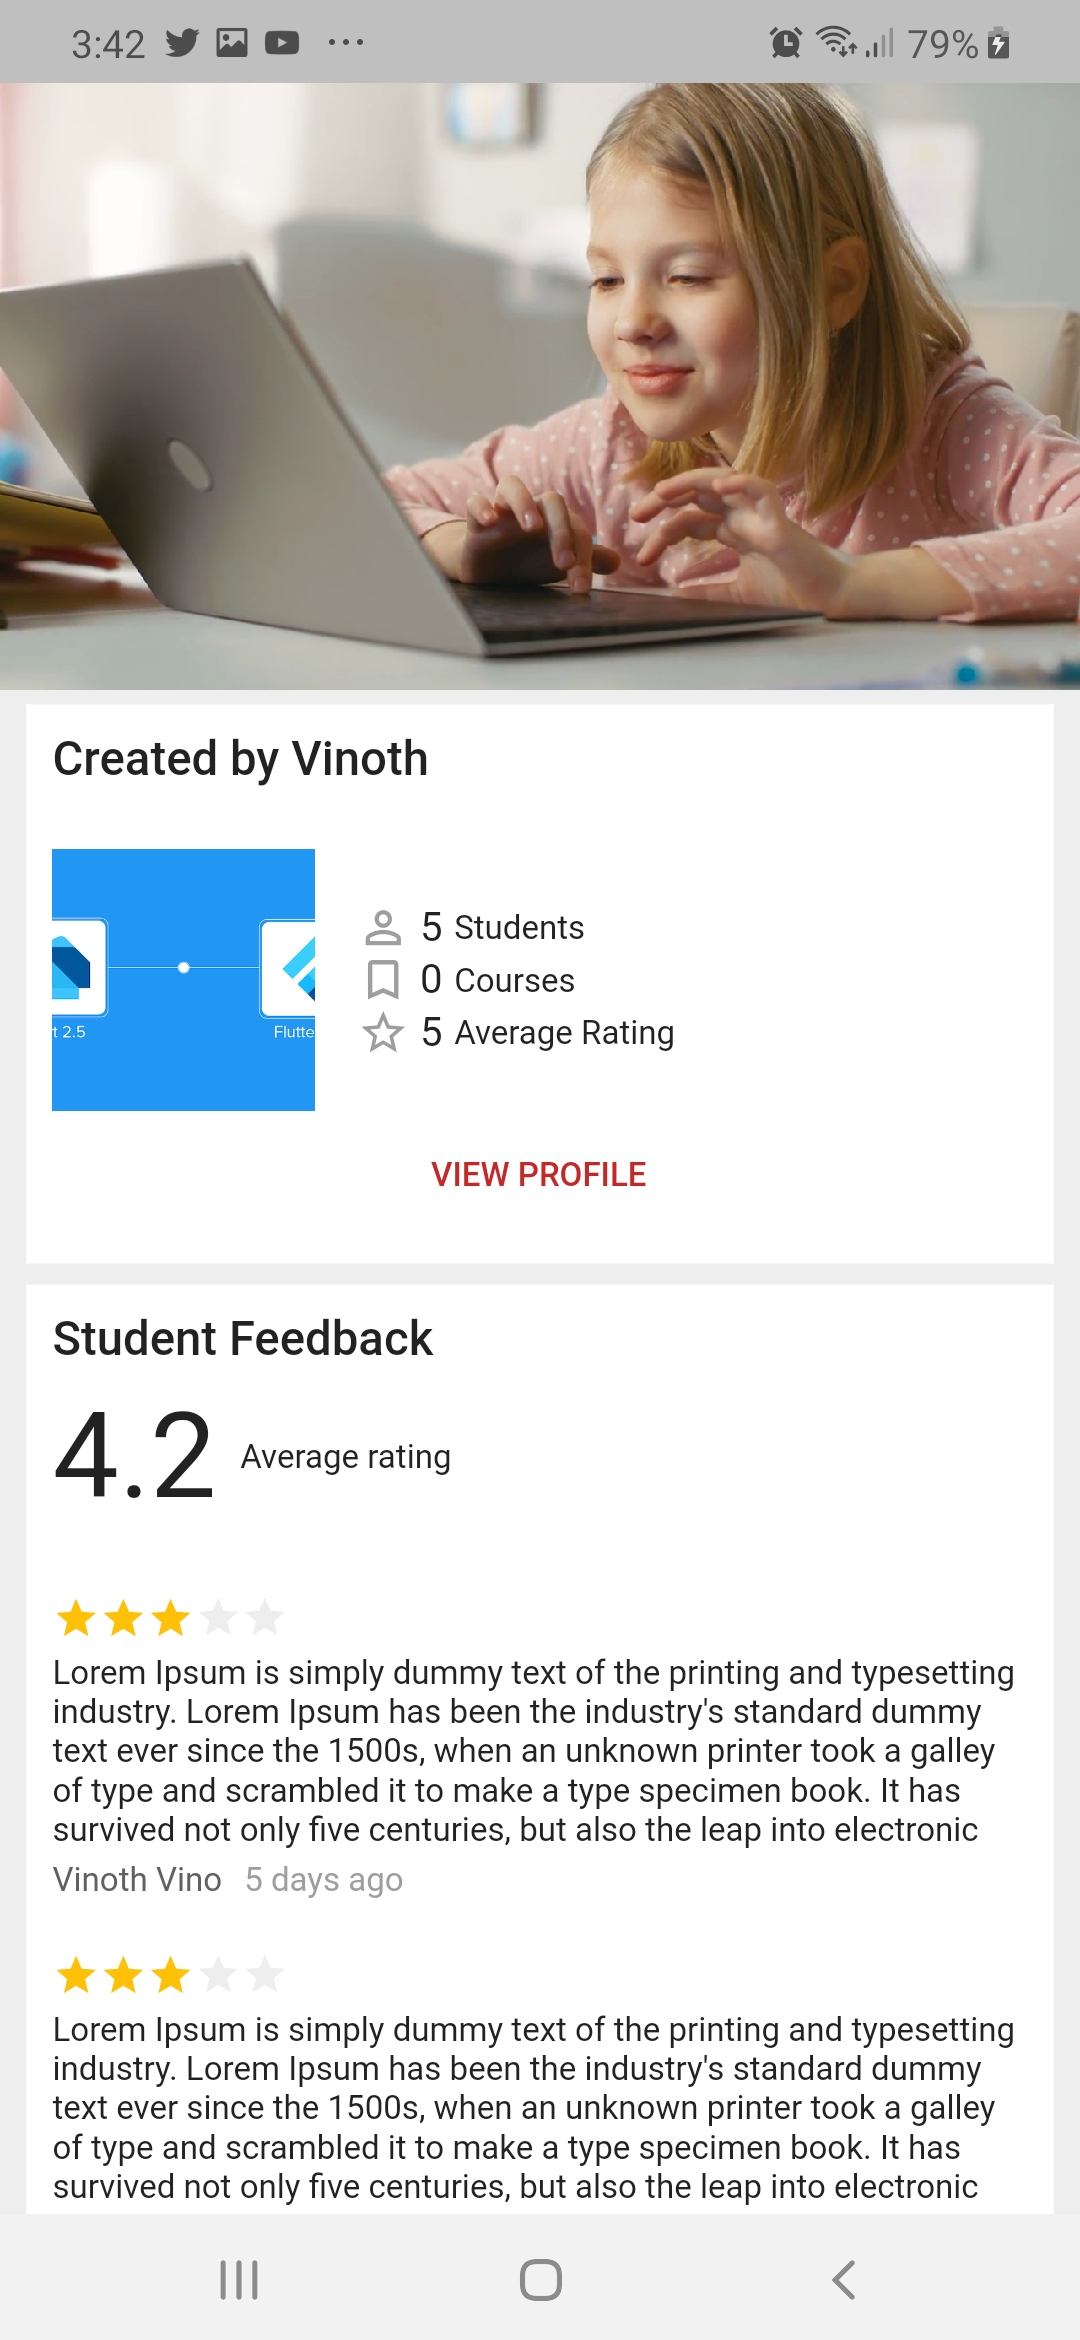 3:42
79%
Created by Vinoth
t 2.5
Flutte
5 Students
0 Courses
5 Average Rating
VIEW PROFILE
Student Feedback
4.2 Average rating
Lorem Ipsum is simply dummy text of the printing and typesetting
industry. Lorem Ipsum has been the industry's standard dummy
text ever since the 1500s, when an unknown printer took a galley
of type and scrambled it to make a type specimen book. It has
survived not only five centuries, but also the leap into electronic
Vinoth Vino 5 days ago
Lorem Ipsum is simply dummy text of the printing and typesetting
industry. Lorem Ipsum has been the industry's standard dummy
text ever since the 1500s, when an unknown printer took a galley
of type and scrambled it to make a type specimen book. It has
survived not only five centuries, but also the leap into electronic